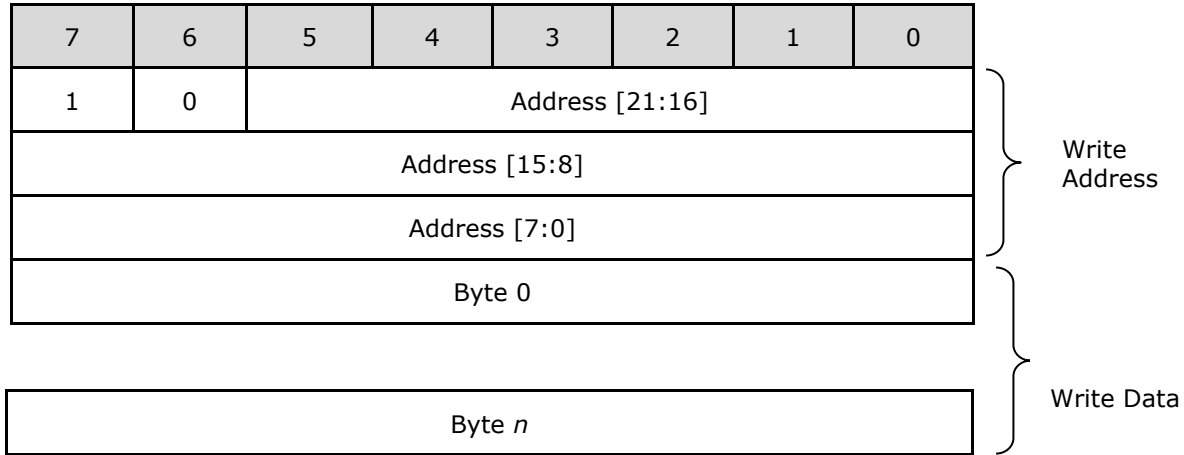 7 6 5 4 3 2 1 0
1 0 Address [21:16]
Address [15:8]
Write
Address
Address [7:0]
Byte 0
Write Data
Byte n